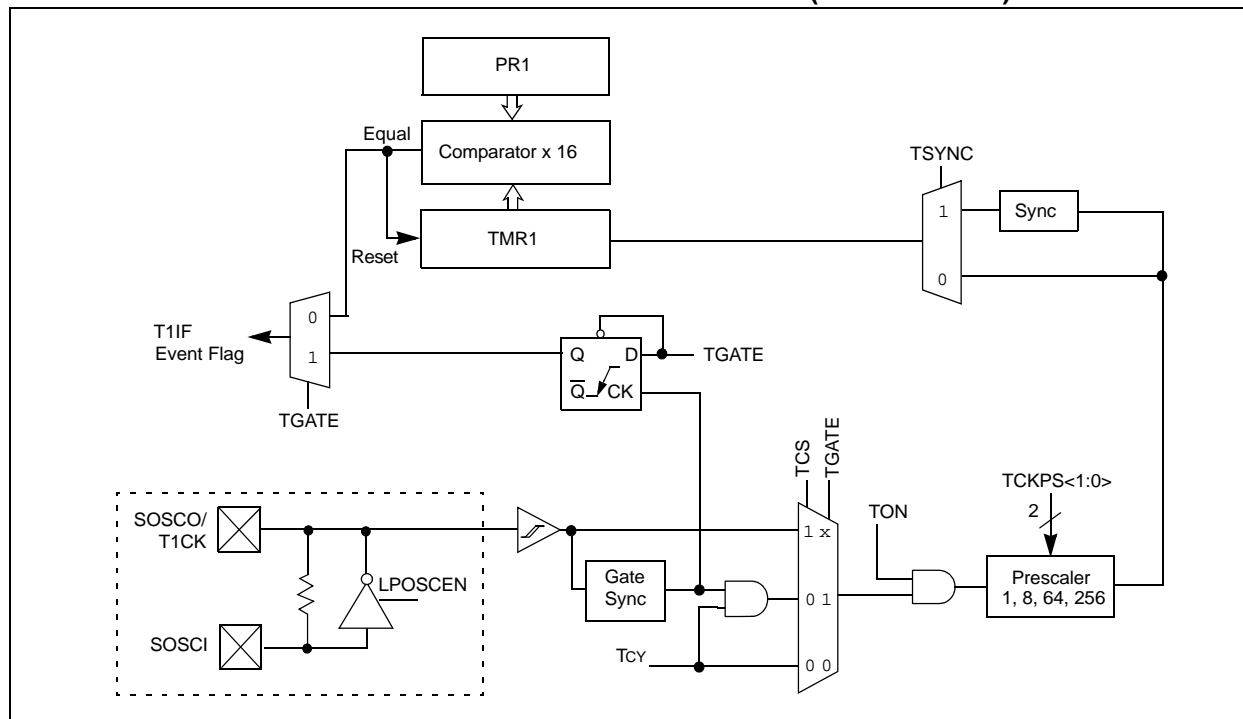 PR1
Equal
Comparator x 16
TSYNC
1
Sync
TMR1
Reset
0
0
T1IF
Event Flag
1
Q
D
TGATE
Q̅
CK
TGATE
TCS
TGATE
TCKPS<1:0>
2
SOSCO/
T1CK
TON
1 x
LPOSCEN
Gate
Sync
Prescaler
1, 8, 64, 256
0 1
SOSCI
TCY
0 0